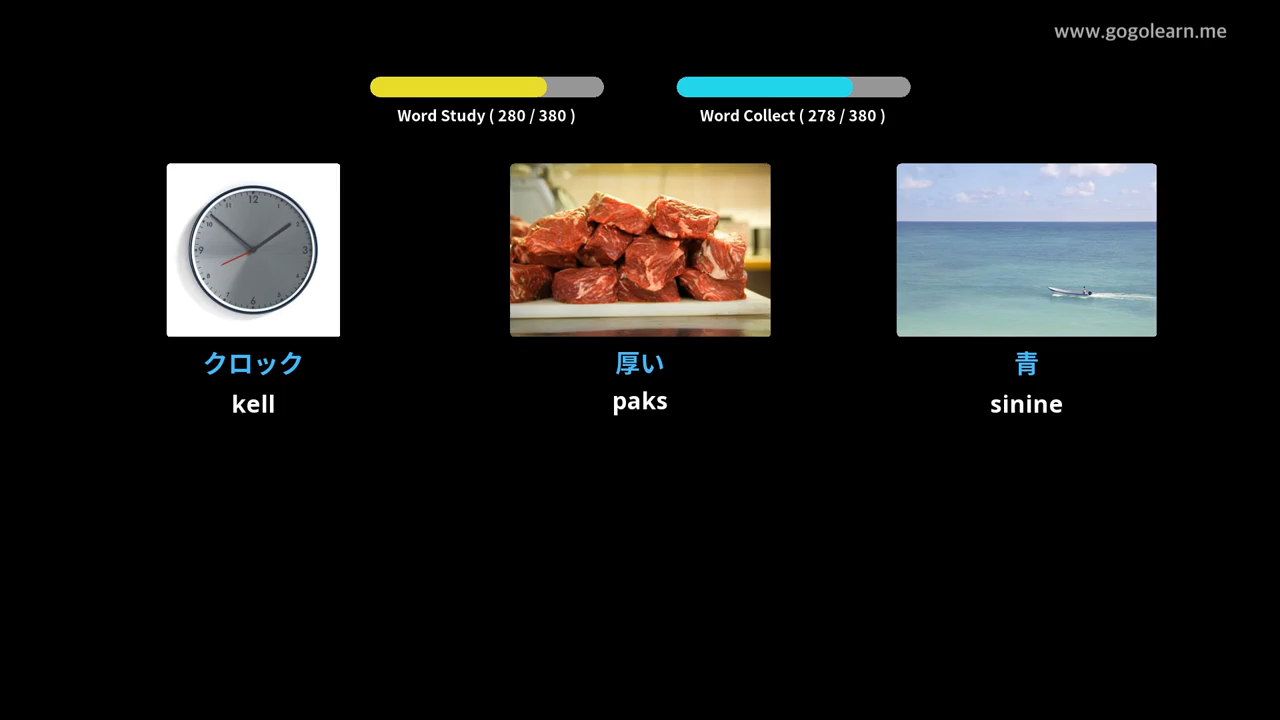 www.gogolearn.me
Word Study ( 280 / 380 )
Word Collect ( 278 / 380 )
クロック
kell
厚い
paks
青
sinine